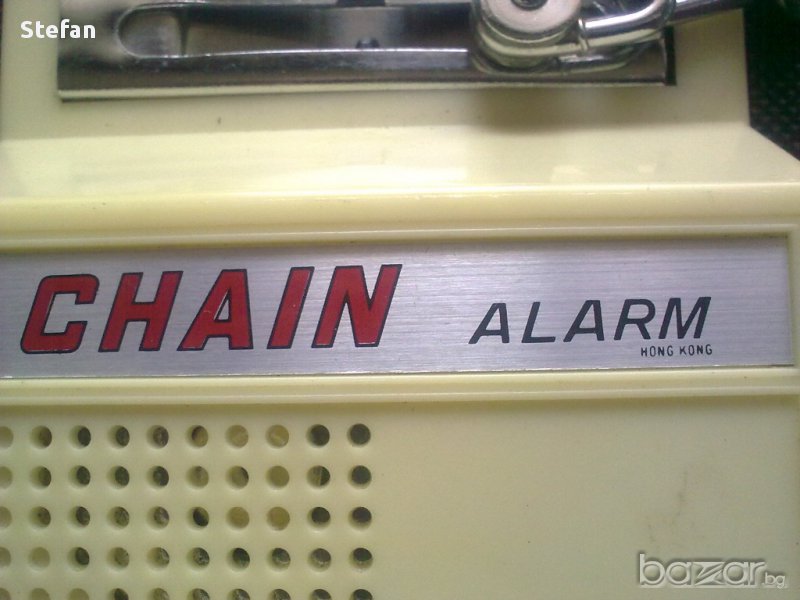 Stefan
CHAIN ALARM
HONG KONG
bazar.bg